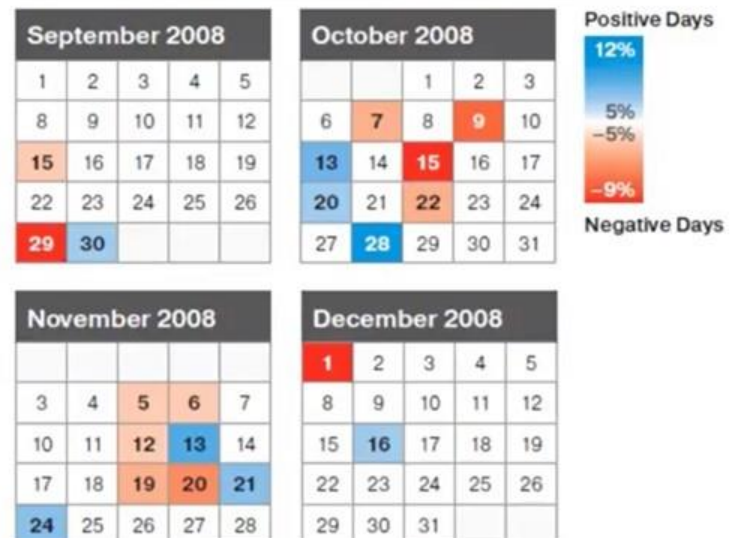 September 2008
1 2 3 4 5
8 9 10 11 12
15 16 17 18 19
22 23 24 25 26
29 30
October 2008
1 2 3
6 7 8 9 10
13 14 15 16 17
20 21 22 23 24
27 28 29 30 31
Positive Days
12%
5%
–5%
–9%
Negative Days
November 2008
3 4 5 6 7
10 11 12 13 14
17 18 19 20 21
24 25 26 27 28
December 2008
1 2 3 4 5
8 9 10 11 12
15 16 17 18 19
22 23 24 25 26
29 30 31